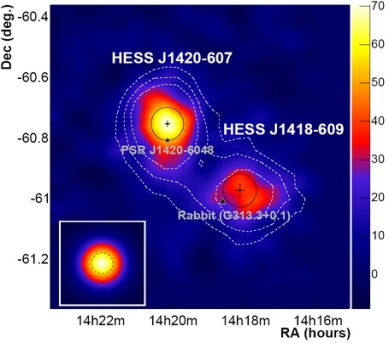 Dec (deg.)
-60.4
-60.6
-60.8
-61
-61.2
HESS J1420-607
PSR J1420-6048
HESS J1418-609
Rabbit (G313.3+0.1)
14h22m 14h20m 14h18m 14h16m
RA (hours)
70
60
50
40
30
20
10
0